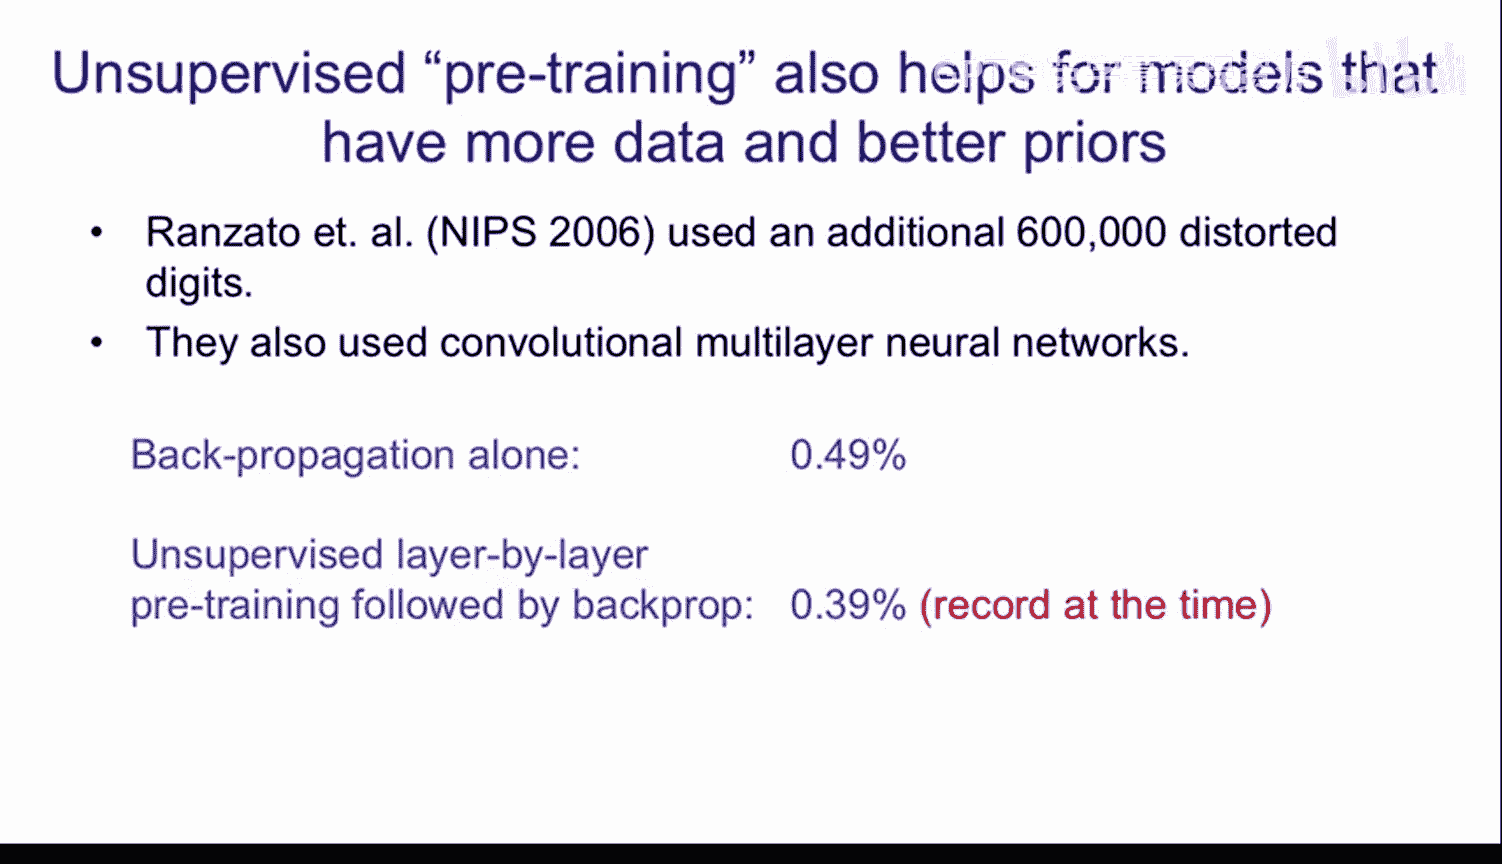 Unsupervised “pre-training” also helps for models that
have more data and better priors
• Ranzato et. al. (NIPS 2006) used an additional 600,000 distorted
digits.
• They also used convolutional multilayer neural networks.
Back-propagation alone: 0.49%
Unsupervised layer-by-layer
pre-training followed by backprop: 0.39% (record at the time)